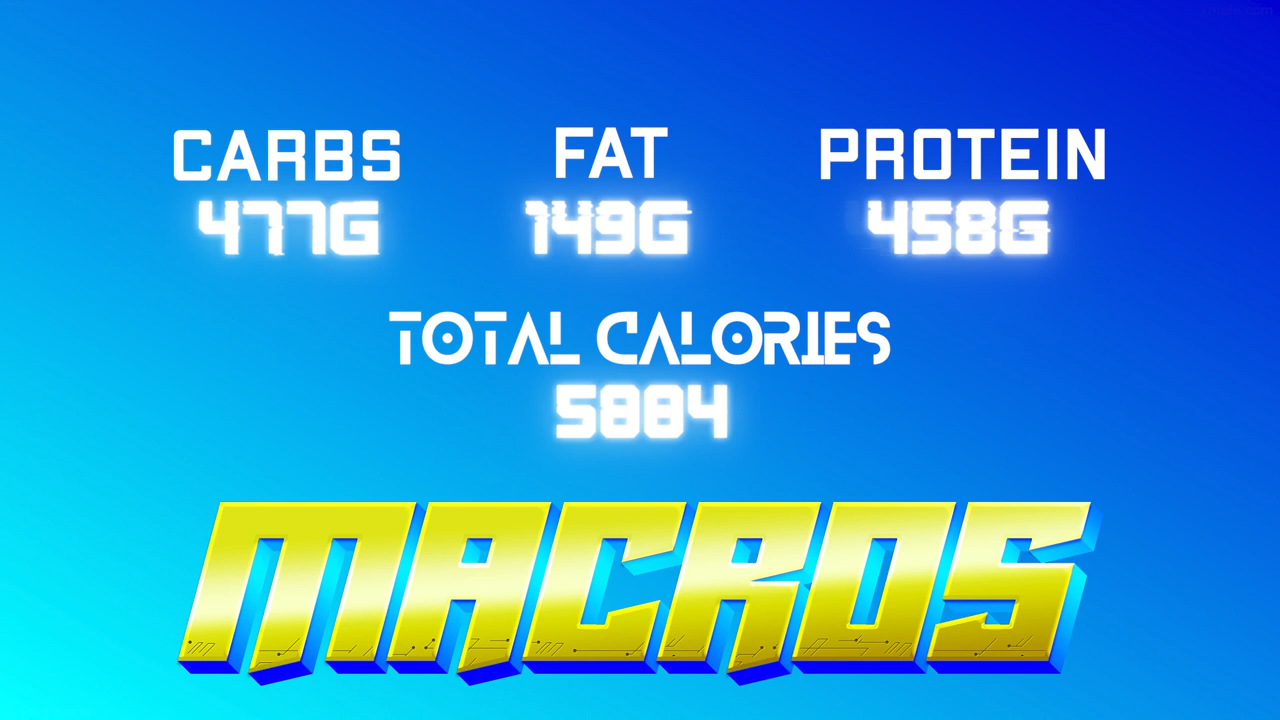 CARBS FAT PROTEIN
477G 149G 458G
TOTAL CALORIES
5884
MACROS